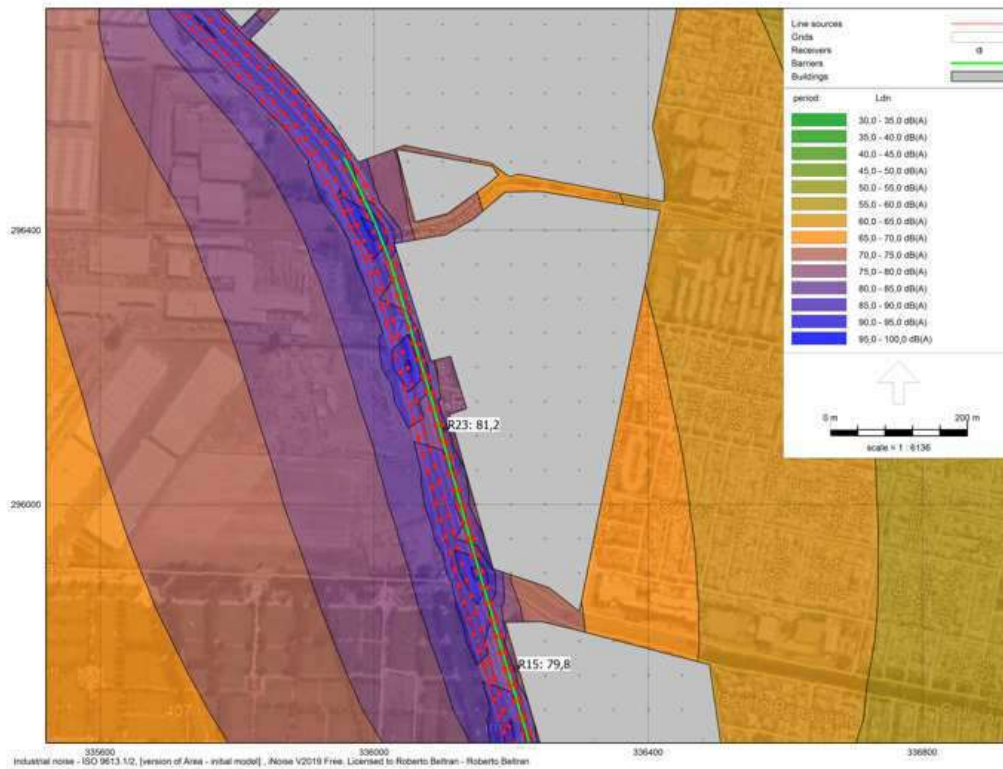 Line sources
Grids
Receivers
Barriers
Buildings
period: Ldn
30,0 - 35,0 dB(A)
35,0 - 40,0 dB(A)
40,0 - 45,0 dB(A)
45,0 - 50,0 dB(A)
50,0 - 55,0 dB(A)
55,0 - 60,0 dB(A)
60,0 - 65,0 dB(A)
65,0 - 70,0 dB(A)
70,0 - 75,0 dB(A)
75,0 - 80,0 dB(A)
80,0 - 85,0 dB(A)
85,0 - 90,0 dB(A)
90,0 - 95,0 dB(A)
95,0 - 100,0 dB(A)
0 m 200 m
scale = 1 : 6136
296400
R23: 81,2
296000
R15: 79,8
335600 336000 336400 336800
Industrial noise - ISO 9613.1/2, [version of Area - initial model] , iNoise V2019 Free. Licensed to Roberto Beltran - Roberto Beltran